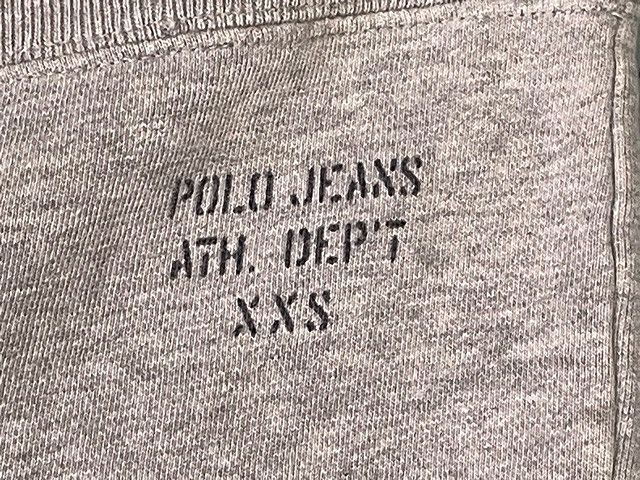 POLO JEANS
ATH. DEP'T
XXS